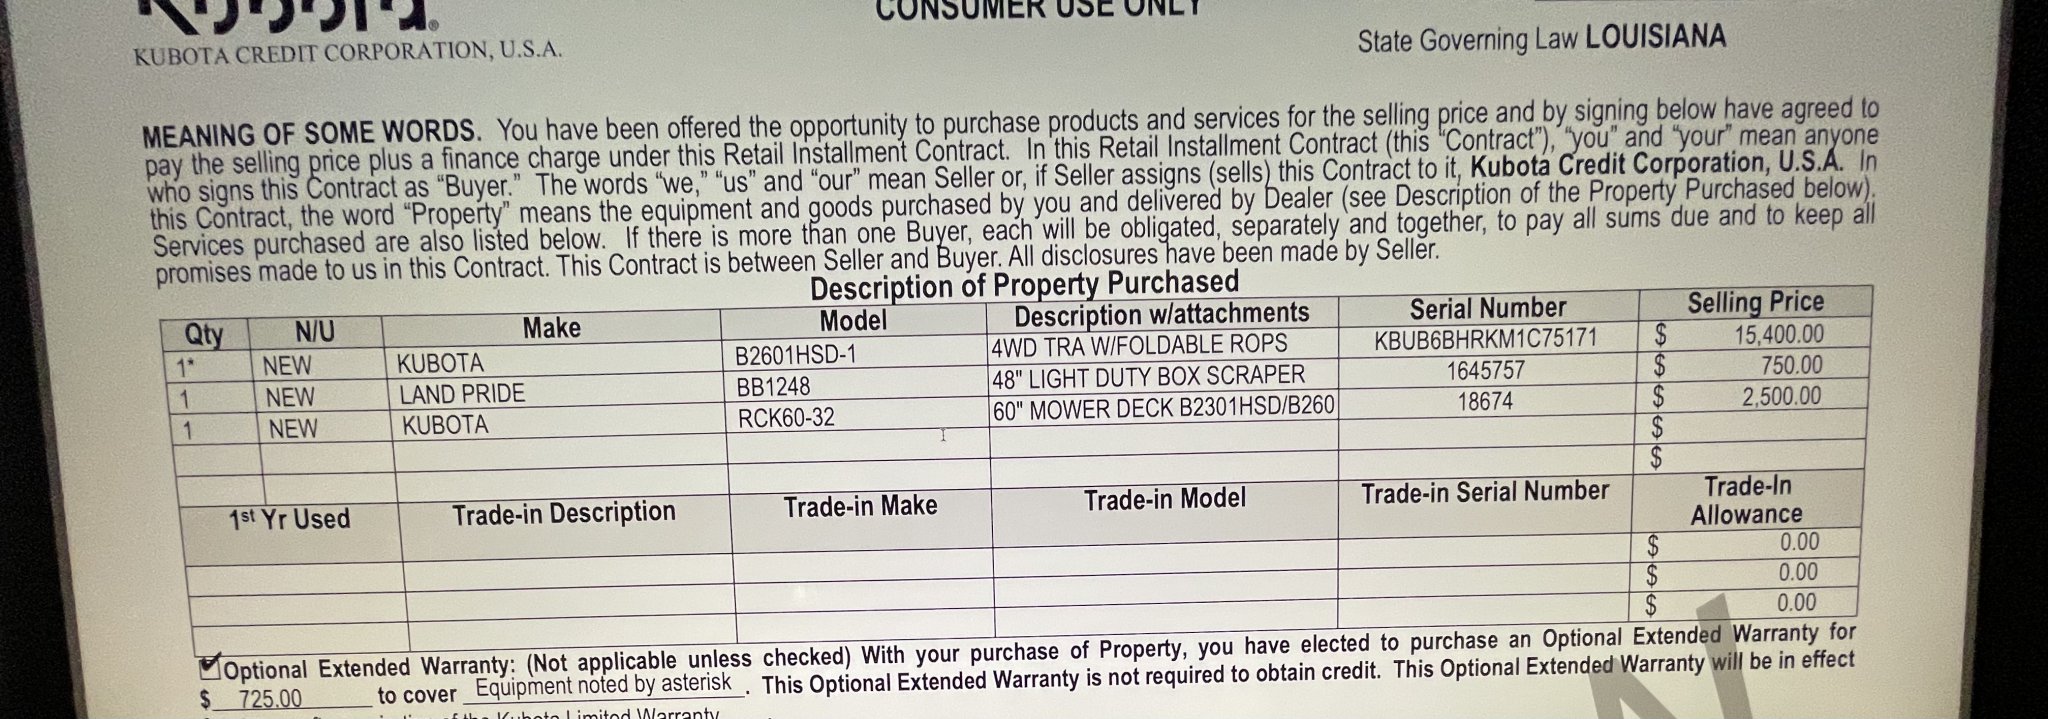 Kubota®
CONSUMER USE ONLY
KUBOTA CREDIT CORPORATION, U.S.A.
State Governing Law LOUISIANA
MEANING OF SOME WORDS. You have been offered the opportunity to purchase products and services for the selling price and by signing below have agreed to
pay the selling price plus a finance charge under this Retail Installment Contract. In this Retail Installment Contract (this “Contract”), “you” and “your” mean anyone
who signs this Contract as “Buyer.” The words “we,” “us” and “our” mean Seller or, if Seller assigns (sells) this Contract to it, Kubota Credit Corporation, U.S.A. In
this Contract, the word “Property” means the equipment and goods purchased by you and delivered by Dealer (see Description of the Property Purchased below).
Services purchased are also listed below. If there is more than one Buyer, each will be obligated, separately and together, to pay all sums due and to keep all
promises made to us in this Contract. This Contract is between Seller and Buyer. All disclosures have been made by Seller.
Description of Property Purchased
Qty N/U Make Model Description w/attachments Serial Number Selling Price
1* NEW KUBOTA B2601HSD-1 4WD TRA W/FOLDABLE ROPS KBUB6BHRKM1C75171 $ 15,400.00
1 NEW LAND PRIDE BB1248 48" LIGHT DUTY BOX SCRAPER 1645757 $ 750.00
1 NEW KUBOTA RCK60-32 60" MOWER DECK B2301HSD/B260 18674 $ 2,500.00
$
$
1st Yr Used Trade-in Description Trade-in Make Trade-in Model Trade-in Serial Number Trade-In
Allowance
$ 0.00
$ 0.00
$ 0.00
Optional Extended Warranty: (Not applicable unless checked) With your purchase of Property, you have elected to purchase an Optional Extended Warranty for
$ 725.00 to cover Equipment noted by asterisk . This Optional Extended Warranty is not required to obtain credit. This Optional Extended Warranty will be in effect
Kubota Limited Warranty